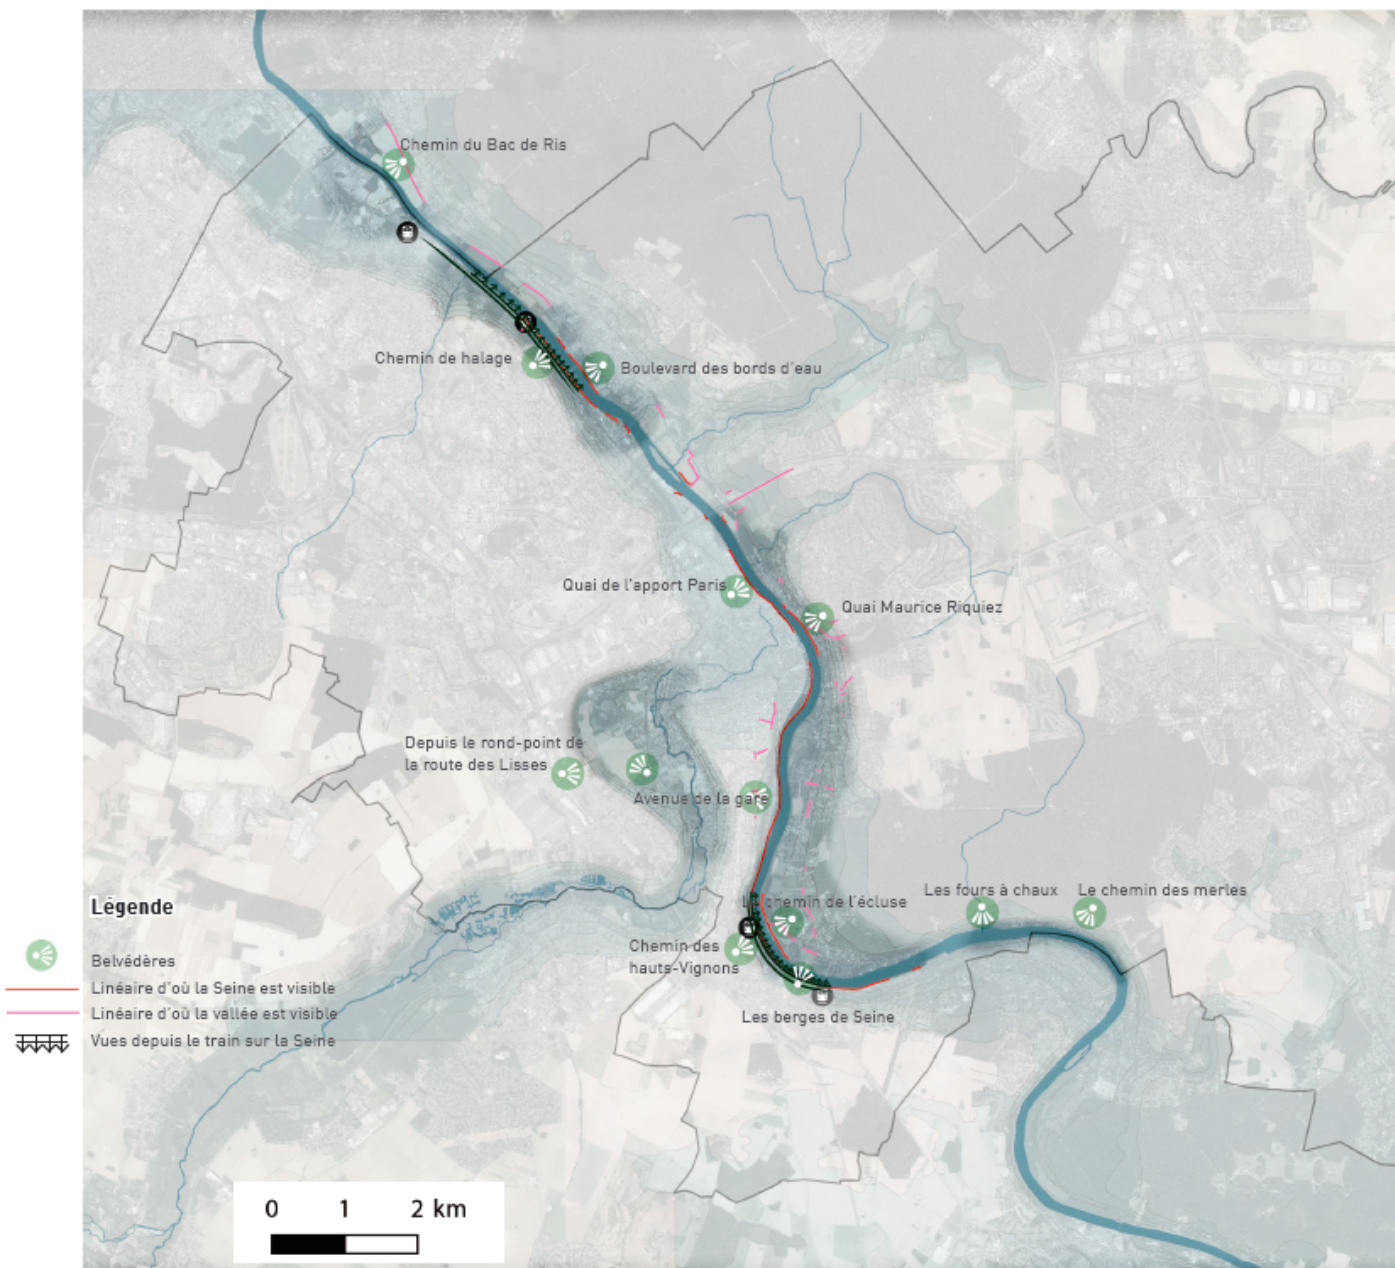 Chemin du Bac de Ris
Chemin de halage
Boulevard des bords d'eau
Quai de l'apport Paris
Quai Maurice Riquiez
Depuis le rond-point de
la route des Lisses
Avenue de la gare
Les fours à chaux
Le chemin des merles
Le chemin de l'écluse
Chemin des
hauts-Vignons
Les berges de Seine
Légende
Belvédères
Linéaire d'où la Seine est visible
Linéaire d'où la vallée est visible
Vues depuis le train sur la Seine
0 1 2 km